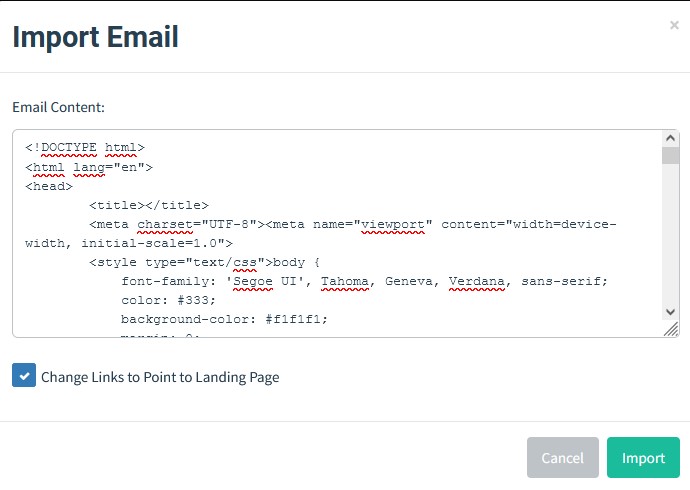 Import Email
×
Email Content:
<!DOCTYPE html>
<html lang="en">
<head>
<title></title>
<meta charset="UTF-8"><meta name="viewport" content="width=device-
width, initial-scale=1.0">
<style type="text/css">body {
font-family: 'Segoe UI', Tahoma, Geneva, Verdana, sans-serif;
color: #333;
background-color: #f1f1f1;
Change Links to Point to Landing Page
Cancel
Import